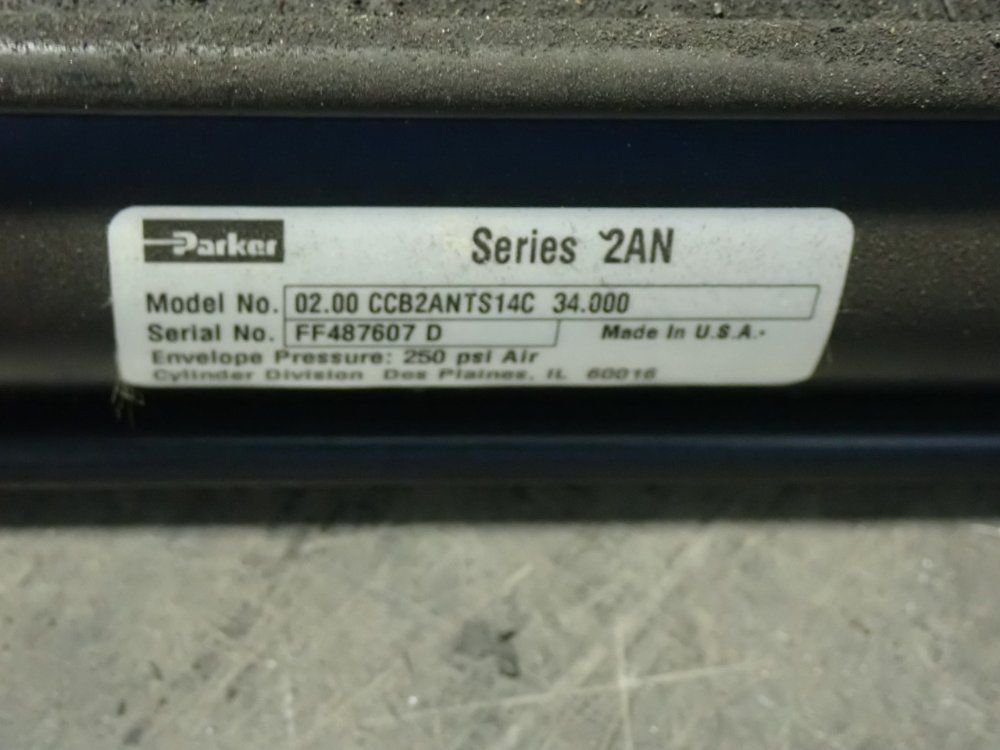 Parker Series 2AN
Model No. 02.00 CCB2ANTS14C 34.000
Serial No. FF487607 D Made In U.S.A.
Envelope Pressure: 250 psi Air
Cylinder Division Des Plaines, IL 60016